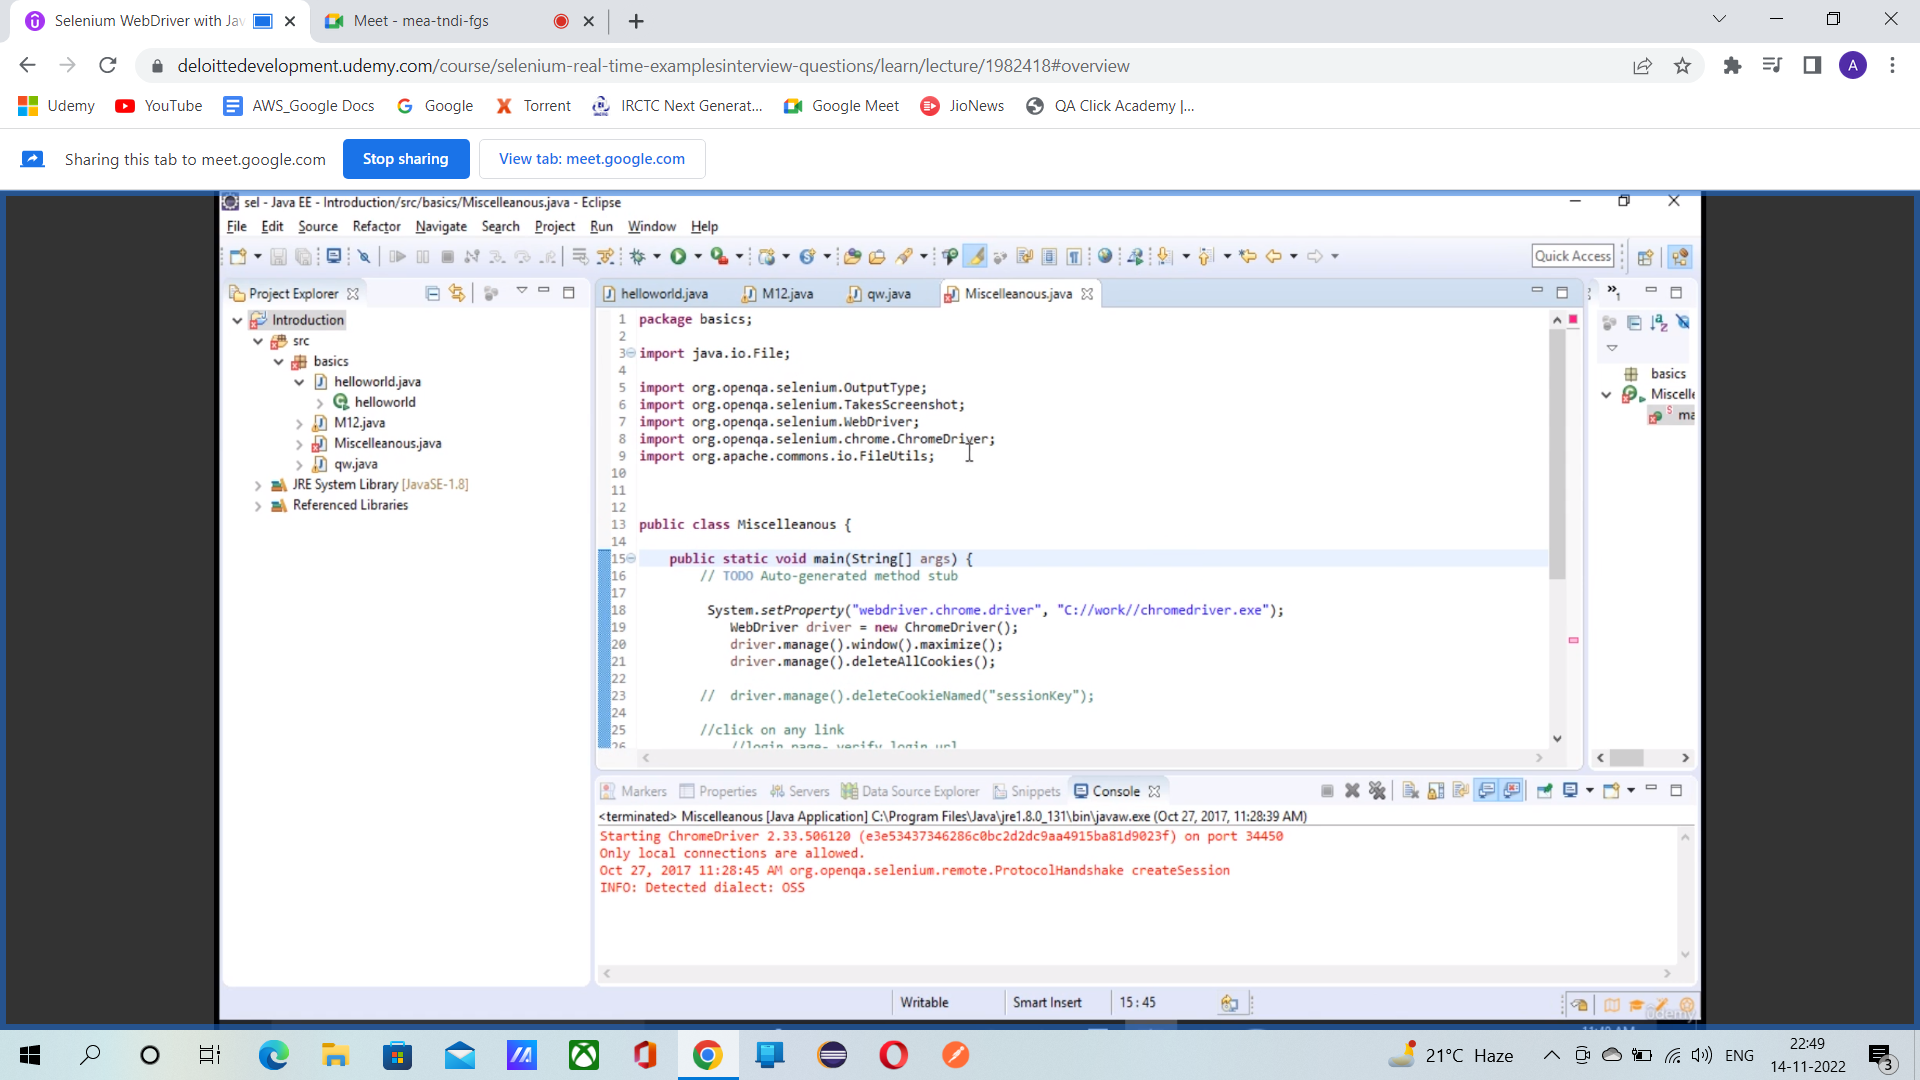 Selenium WebDriver with Jav
Meet - mea-tndi-fgs
deloittedevelopment.udemy.com/course/selenium-real-time-examplesinterview-questions/learn/lecture/1982418#overview
A
Udemy
YouTube
AWS_Google Docs
Google
Torrent
IRCTC Next Generat...
Google Meet
JioNews
QA Click Academy |...
Sharing this tab to meet.google.com
Stop sharing
View tab: meet.google.com
sel - Java EE - Introduction/src/basics/Miscelleanous.java - Eclipse
File Edit Source Refactor Navigate Search Project Run Window Help
Quick Access
Project Explorer
Introduction
src
basics
helloworld.java
helloworld
M12.java
Miscelleanous.java
qw.java
JRE System Library [JavaSE-1.8]
Referenced Libraries
helloworld.java M12.java qw.java Miscelleanous.java
1 package basics;
2
3 import java.io.File;
4
5 import org.openqa.selenium.OutputType;
6 import org.openqa.selenium.TakesScreenshot;
7 import org.openqa.selenium.WebDriver;
8 import org.openqa.selenium.chrome.ChromeDriver;
9 import org.apache.commons.io.FileUtils;
10
11
12
13 public class Miscelleanous {
14
15 public static void main(String[] args) {
16 // TODO Auto-generated method stub
17
18 System.setProperty("webdriver.chrome.driver", "C://work//chromedriver.exe");
19 WebDriver driver = new ChromeDriver();
20 driver.manage().window().maximize();
21 driver.manage().deleteAllCookies();
22
23 // driver.manage().deleteCookieNamed("sessionKey");
24
25 //click on any link
26 //login page- verify login url
basics
Miscelle
ma
Markers Properties Servers Data Source Explorer Snippets Console
<terminated> Miscelleanous [Java Application] C:\Program Files\Java\jre1.8.0_131\bin\javaw.exe (Oct 27, 2017, 11:28:39 AM)
Starting ChromeDriver 2.33.506120 (e3e53437346286c0bc2d2dc9aa4915ba81d9023f) on port 34450
Only local connections are allowed.
Oct 27, 2017 11:28:45 AM org.openqa.selenium.remote.ProtocolHandshake createSession
INFO: Detected dialect: OSS
Writable
Smart Insert
15 : 45
Udemy
21°C Haze
ENG
22:49
14-11-2022
3